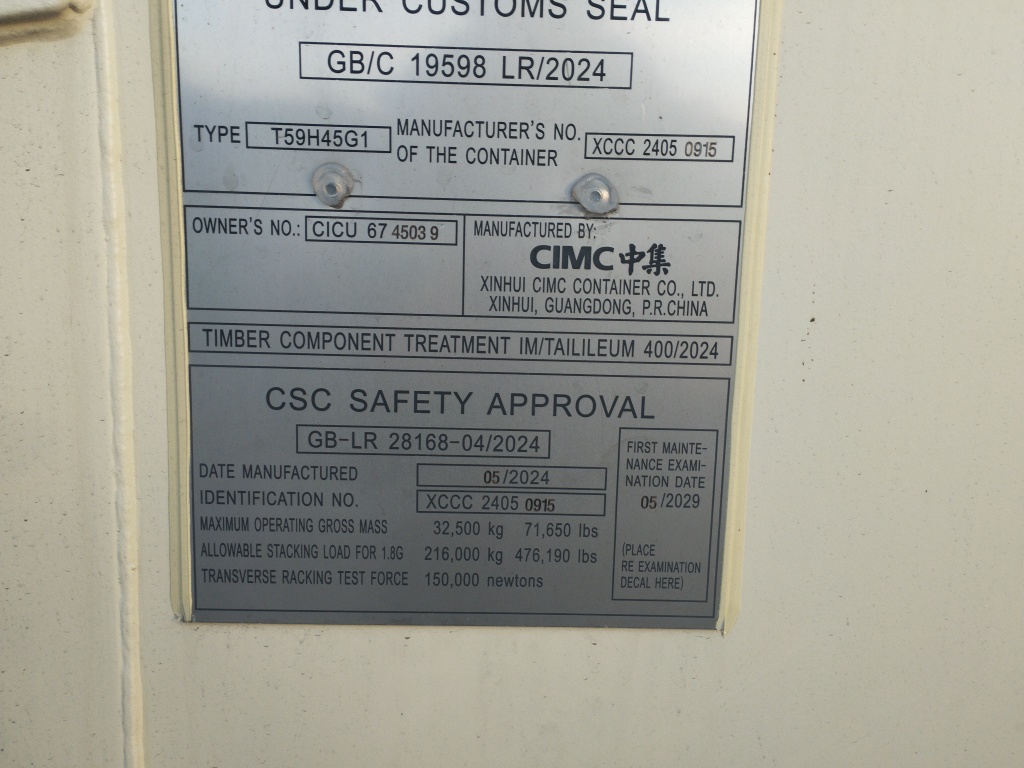 UNDER CUSTOMS SEAL
GB/C 19598 LR/2024
TYPE T59H45G1
MANUFACTURER'S NO.
OF THE CONTAINER
XCCC 2405 0915
OWNER'S NO.: CICU 67 45039
MANUFACTURED BY:
CIMC中集
XINHUI CIMC CONTAINER CO., LTD.
XINHUI, GUANGDONG, P.R.CHINA
TIMBER COMPONENT TREATMENT IM/TAILILEUM 400/2024
CSC SAFETY APPROVAL
GB-LR 28168-04/2024
DATE MANUFACTURED 05/2024
IDENTIFICATION NO. XCCC 2405 0915
MAXIMUM OPERATING GROSS MASS 32,500 kg 71,650 lbs
ALLOWABLE STACKING LOAD FOR 1.8G 216,000 kg 476,190 lbs
TRANSVERSE RACKING TEST FORCE 150,000 newtons
FIRST MAINTE-
NANCE EXAMI-
NATION DATE
05/2029
(PLACE
RE EXAMINATION
DECAL HERE)